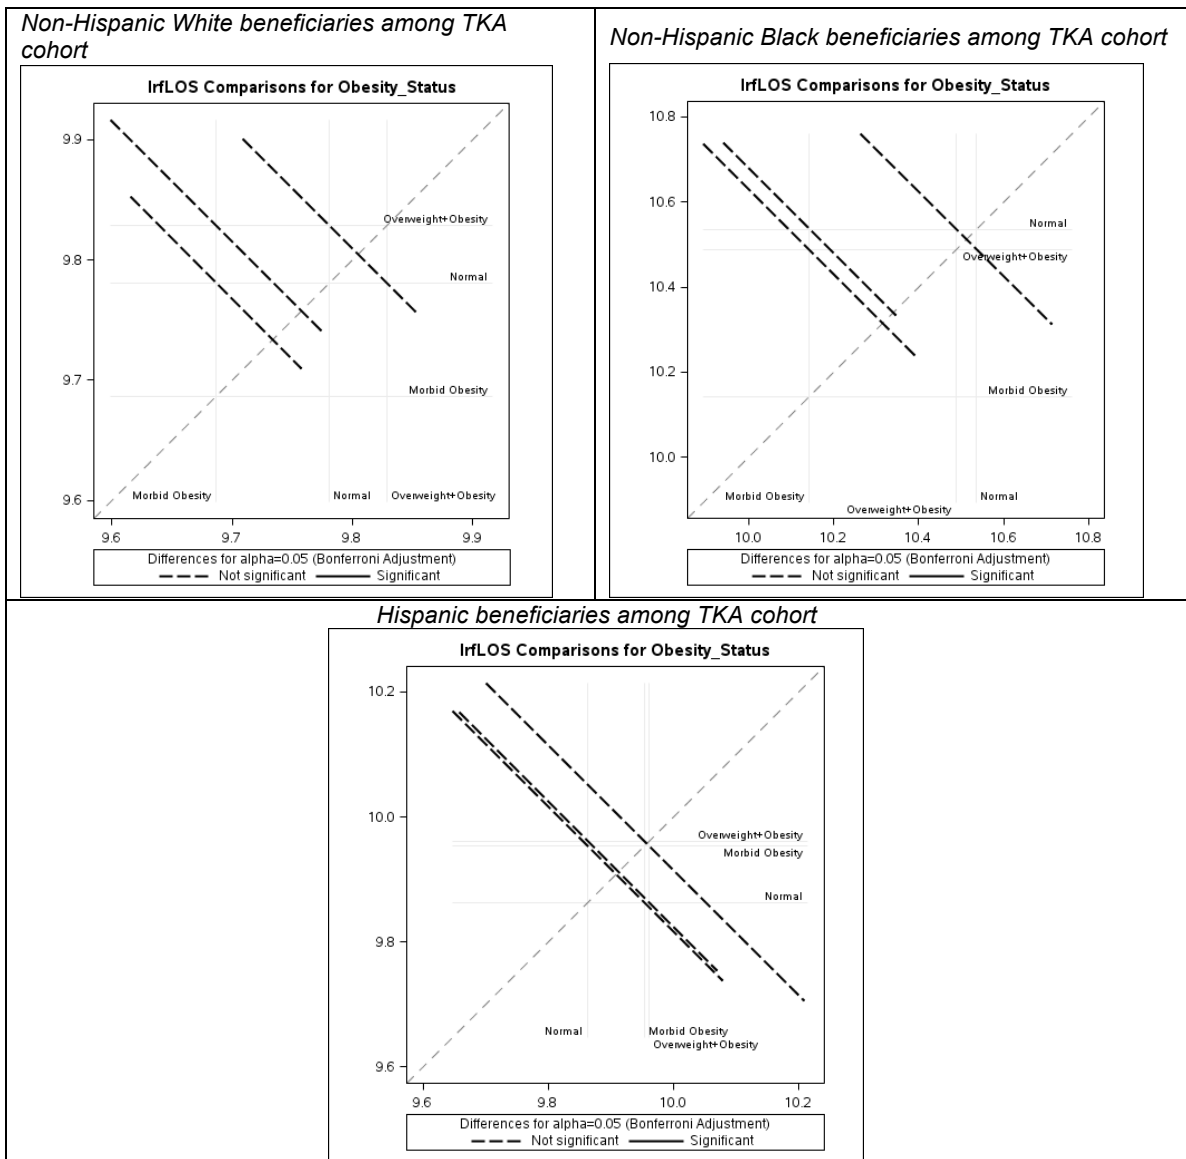 Non-Hispanic White beneficiaries among TKA
cohort
IrfLOS Comparisons for Obesity_Status
9.9
9.8
9.7
9.6
Overweight+Obesity
Normal
Morbid Obesity
Morbid Obesity
Normal
Overweight+Obesity
9.6
9.7
9.8
9.9
Differences for alpha=0.05 (Bonferroni Adjustment)
Not significant
Significant
Non-Hispanic Black beneficiaries among TKA cohort
IrfLOS Comparisons for Obesity_Status
10.8
10.6
10.4
10.2
10.0
Normal
Overweight+Obesity
Morbid Obesity
Morbid Obesity
Normal
Overweight+Obesity
10.0
10.2
10.4
10.6
10.8
Differences for alpha=0.05 (Bonferroni Adjustment)
Not significant
Significant
Hispanic beneficiaries among TKA cohort
IrfLOS Comparisons for Obesity_Status
10.2
10.0
9.8
9.6
Overweight+Obesity
Morbid Obesity
Normal
Normal
Morbid Obesity
Overweight+Obesity
9.6
9.8
10.0
10.2
Differences for alpha=0.05 (Bonferroni Adjustment)
Not significant
Significant